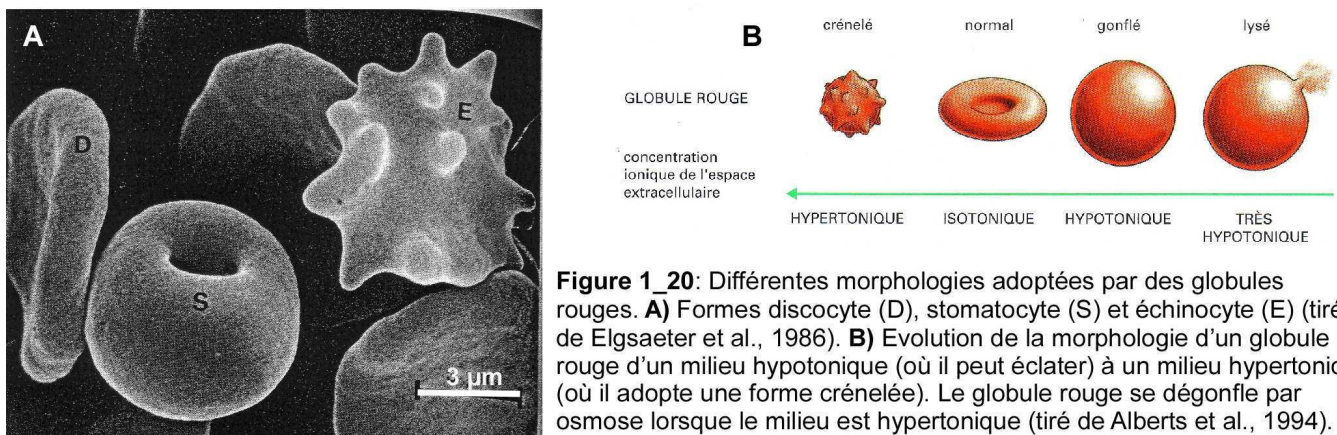 A
D
S
E
3 µm
B
crénelé normal gonflé lysé
GLOBULE ROUGE
concentration
ionique de l'espace
extracellulaire
HYPERTONIQUE ISOTONIQUE HYPOTONIQUE TRÈS
HYPOTONIQUE
Figure 1_20: Différentes morphologies adoptées par des globules
rouges. A) Formes discocyte (D), stomatocyte (S) et échinocyte (E) (tiré
de Elgsaeter et al., 1986). B) Evolution de la morphologie d'un globule
rouge d'un milieu hypotonique (où il peut éclater) à un milieu hypertonic
(où il adopte une forme crénelée). Le globule rouge se dégonfle par
osmose lorsque le milieu est hypertonique (tiré de Alberts et al., 1994).